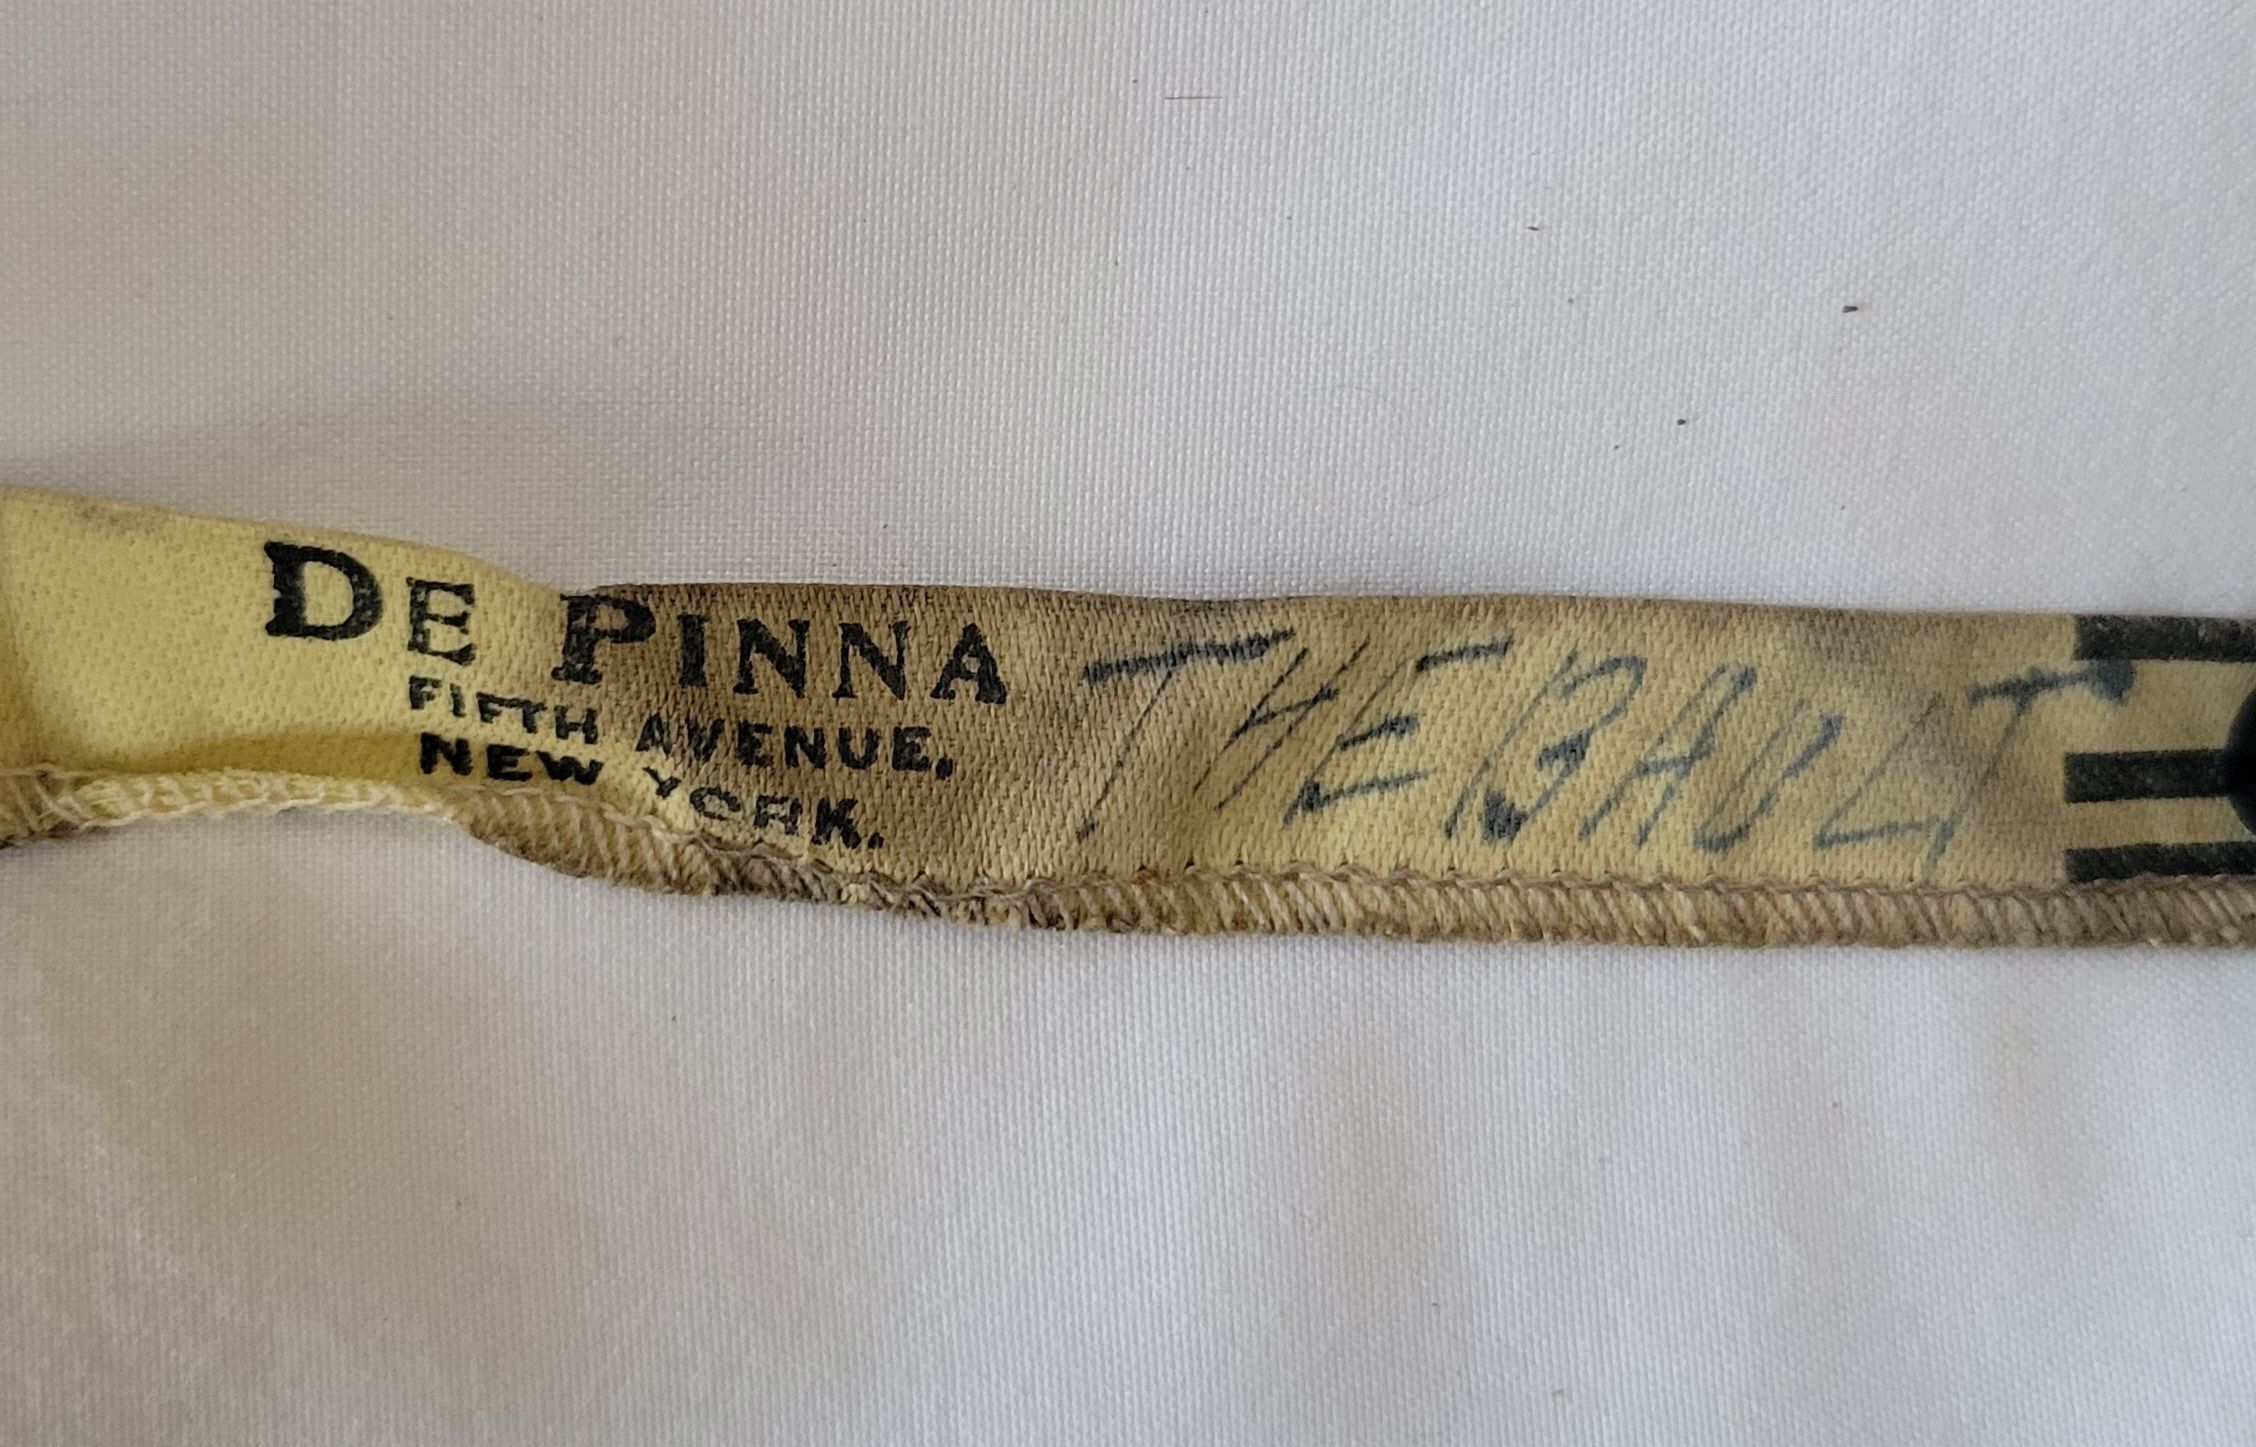 DE PINNA
FIFTH AVENUE,
NEW YORK.
THEBAULT